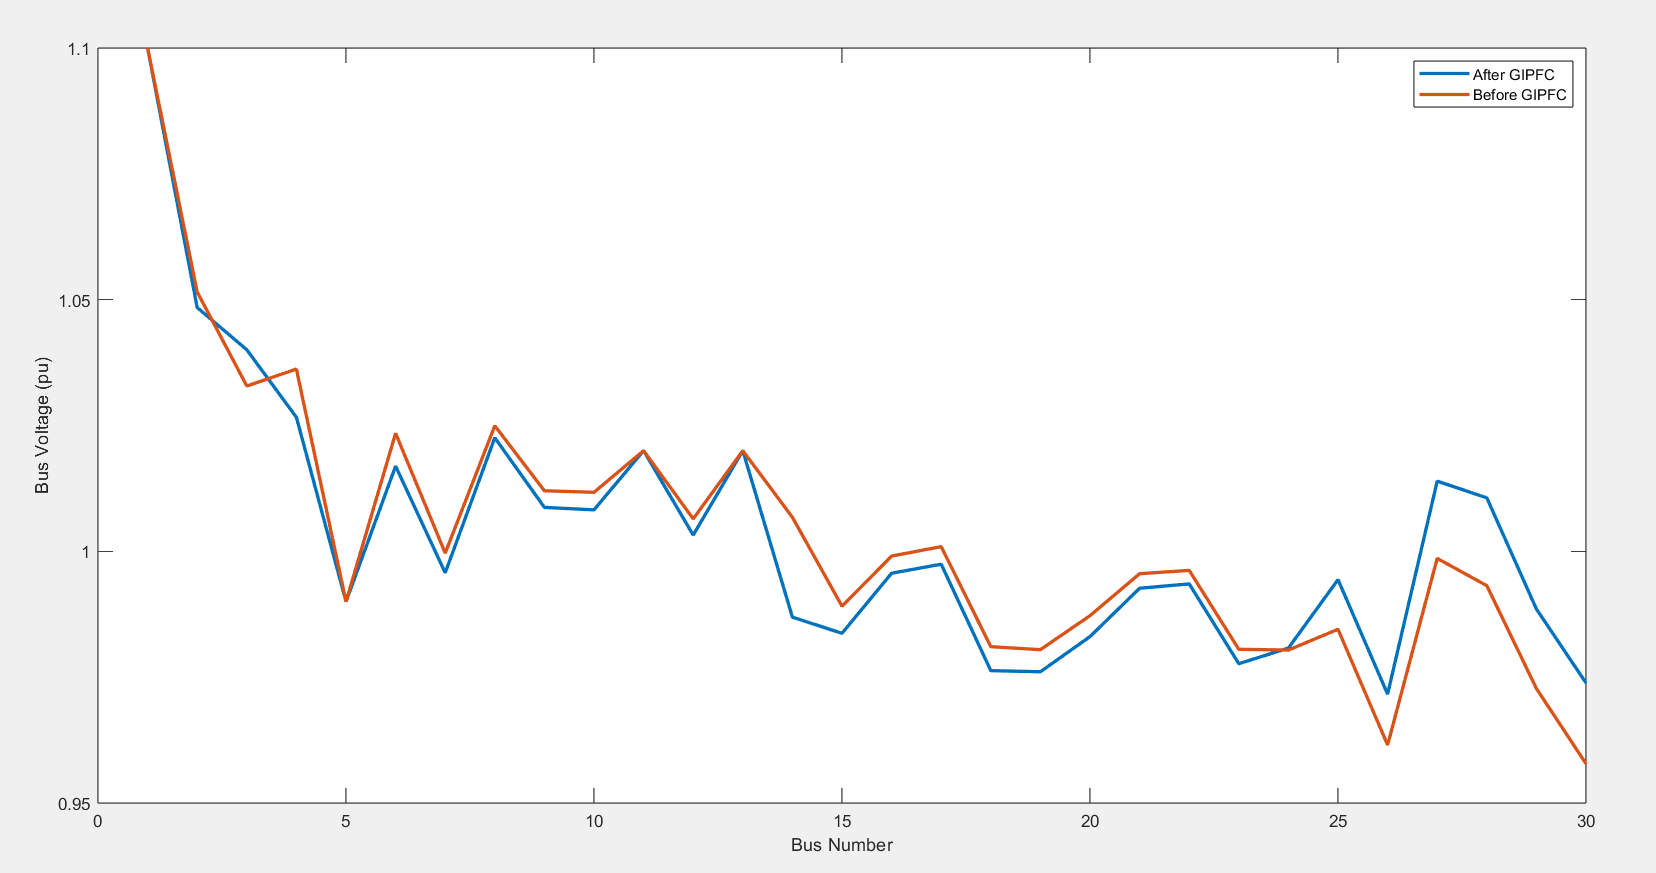 1.1
After GIPFC
Before GIPFC
1.05
Bus Voltage (pu)
1
0.95
0 5 10 15 20 25 30
Bus Number